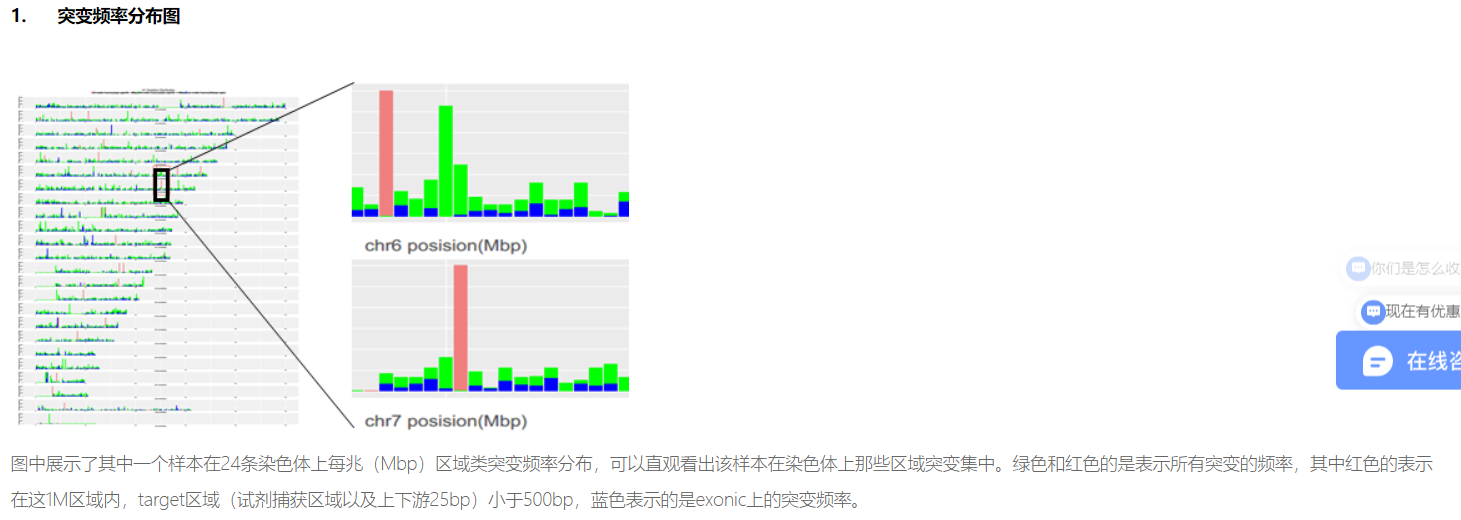 1. 突变频率分布图
chr6 posision(Mbp)
chr7 posision(Mbp)
你们是怎么收
现在有优惠
在线咨
图中展示了其中一个样本在24条染色体上每兆（Mbp）区域类突变频率分布，可以直观看出该样本在染色体上那些区域突变集中。绿色和红色的是表示所有突变的频率，其中红色的表示
在这1M区域内，target区域（试剂捕获区域以及上下游25bp）小于500bp，蓝色表示的是exonic上的突变频率。